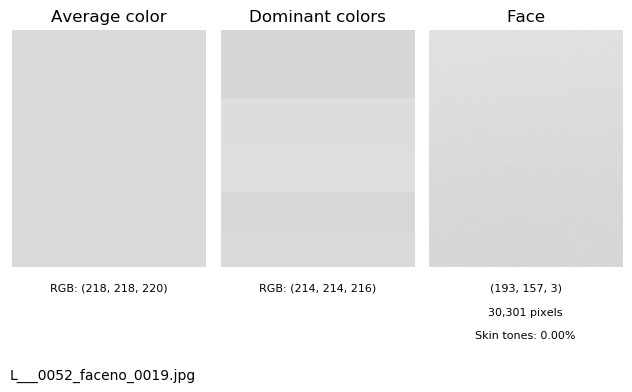 Average color
Dominant colors
Face
RGB: (218, 218, 220)
RGB: (214, 214, 216)
(193, 157, 3)
30,301 pixels
Skin tones: 0.00%
L___0052_faceno_0019.jpg